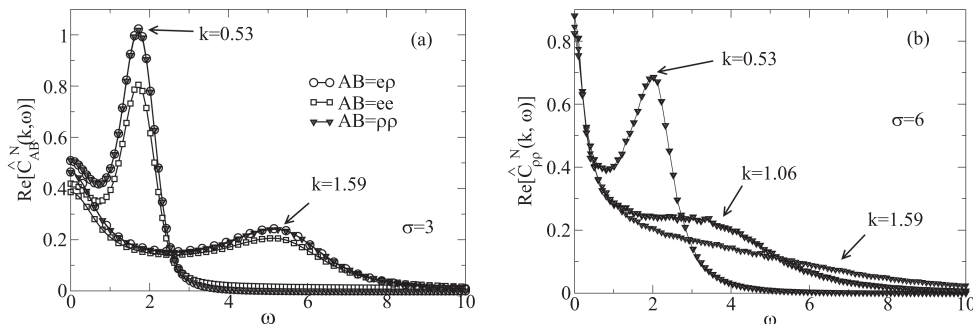 1
0.8
0.6
0.4
0.2
0
0 2 4 6 8 10
Re[Ĉ_AB^N(k,ω)]
ω
k=0.53
(a)
AB=eρ
AB=ee
AB=ρρ
k=1.59
σ=3
0.8
0.6
0.4
0.2
0
0 2 4 6 8 10
Re[Ĉ_ρρ^N(k, ω)]
ω
(b)
k=0.53
σ=6
k=1.06
k=1.59